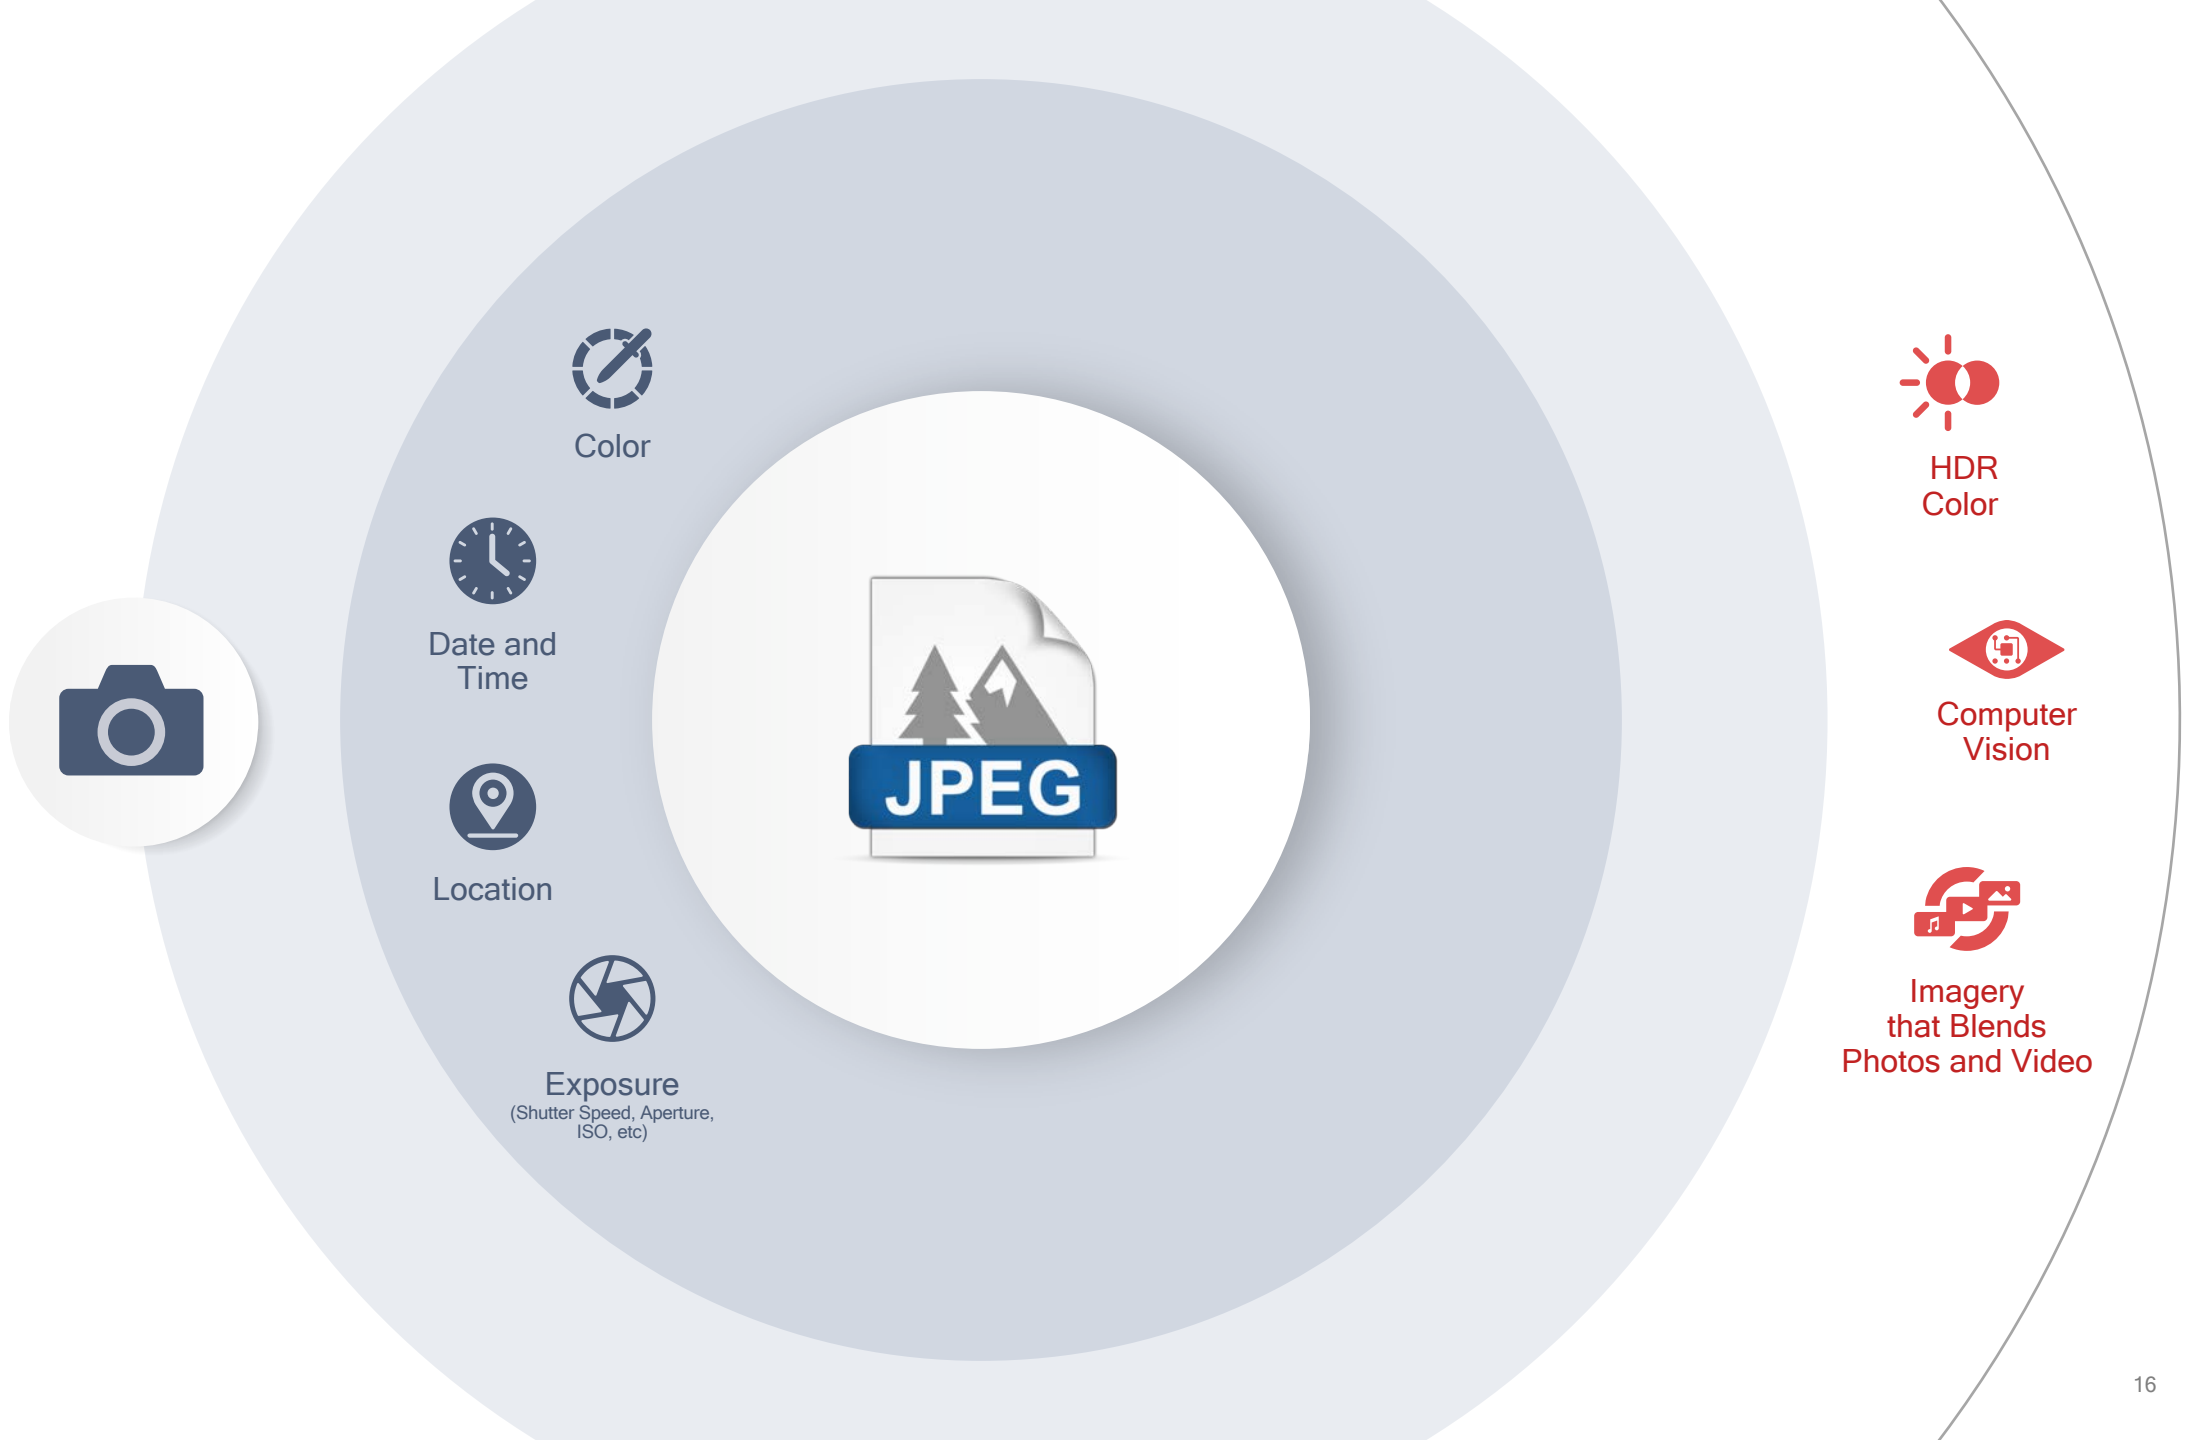 Color
Date and
Time
Location
Exposure
(Shutter Speed, Aperture,
ISO, etc)
JPEG
HDR
Color
Computer
Vision
Imagery
that Blends
Photos and Video
16